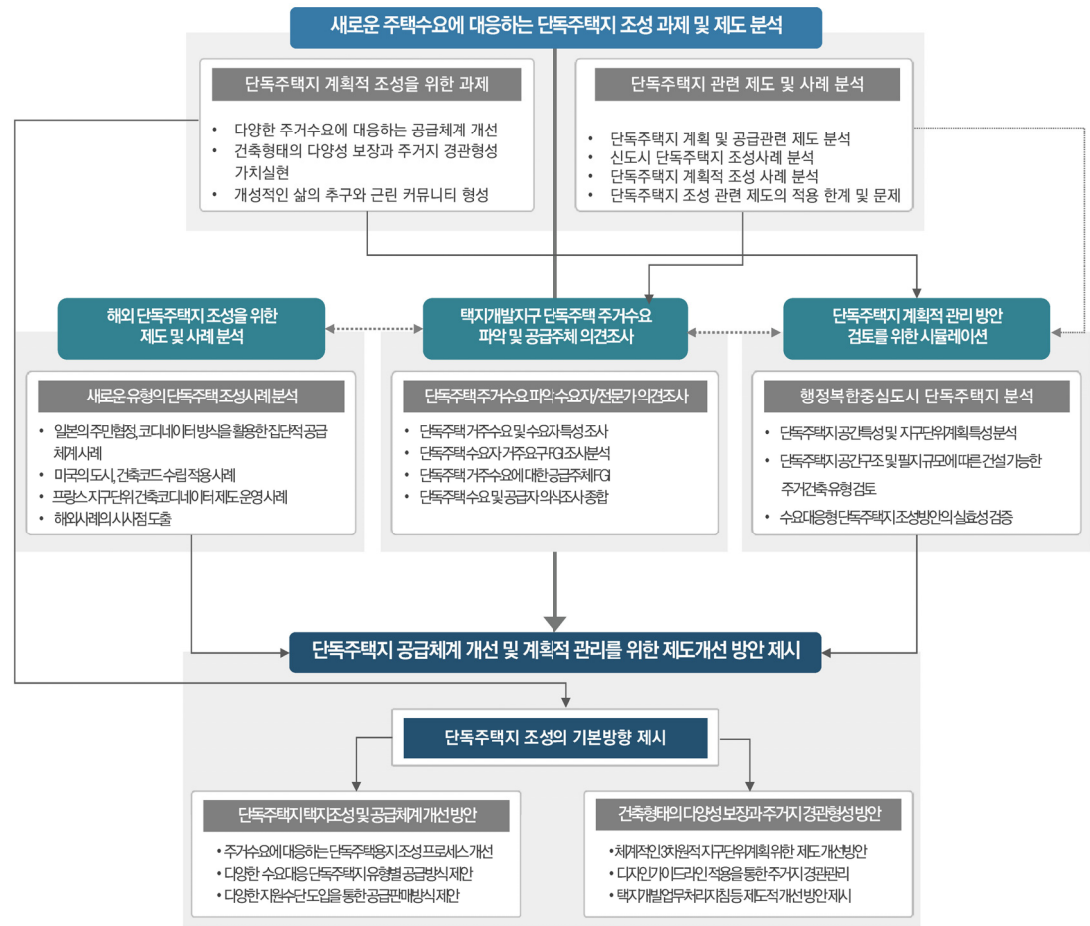 새로운 주택수요에 대응하는 단독주택지 조성 과제 및 제도 분석
단독주택지 계획적 조성을 위한 과제
• 다양한 주거수요에 대응하는 공급체계 개선
• 건축형태의 다양성 보장과 주거지 경관형성
가치실현
• 개성적인 삶의 추구와 근린 커뮤니티 형성
단독주택지 관련 제도 및 사례 분석
• 단독주택지 계획 및 공급관련 제도 분석
• 신도시 단독주택지 조성사례 분석
• 단독주택지 계획적 조성 사례 분석
• 단독주택지 조성 관련 제도의 적용 한계 및 문제
해외 단독주택지 조성을 위한
제도 및 사례 분석
새로운 유형의 단독주택 조성사례 분석
• 일본의 주민협정, 코디네이터 방식을 활용한 집단적 공급
체계 사례
• 미국의 도시, 건축코드 수립 적용 사례
• 프랑스 지구단위 건축코디네이터 제도 운영 사례
• 해외사례의 시사점 도출
택지개발지구 단독주택 주거수요
파악 및 공급주체 의견조사
단독주택 주거수요 파악 수요자/전문가 의견조사
• 단독주택 거주수요 및 수요자 특성 조사
• 단독주택 수요자 거주요구 FGI 조사분석
• 단독주택 거주수요에 대한 공급주체 FGI
• 단독주택 수요 및 공급자 의식조사 종합
단독주택지 계획적 관리 방안
검토를 위한 시뮬레이션
행정복합중심도시 단독주택지 분석
• 단독주택지 공간특성 및 지구단위계획 특성 분석
• 단독주택지 공간구조 및 필지 규모에 따른 건설 가능한
주거건축 유형 검토
• 수요대응형 단독주택지 조성방안의 실효성 검증
단독주택지 공급체계 개선 및 계획적 관리를 위한 제도개선 방안 제시
단독주택지 조성의 기본방향 제시
단독주택지 택지조성 및 공급체계 개선 방안
• 주거수요에 대응하는 단독주택용지 조성 프로세스 개선
• 다양한 수요대응 단독주택지 유형별 공급방식 제안
• 다양한 지원수단 도입을 통한 공급판매방식 제안
건축형태의 다양성 보장과 주거지 경관형성 방안
• 체계적인 3차원적 지구단위계획 위한 제도 개선방안
• 디자인가이드라인 적용을 통한 주거지 경관관리
• 택지개발업무처리지침 등 제도적 개선 방안 제시